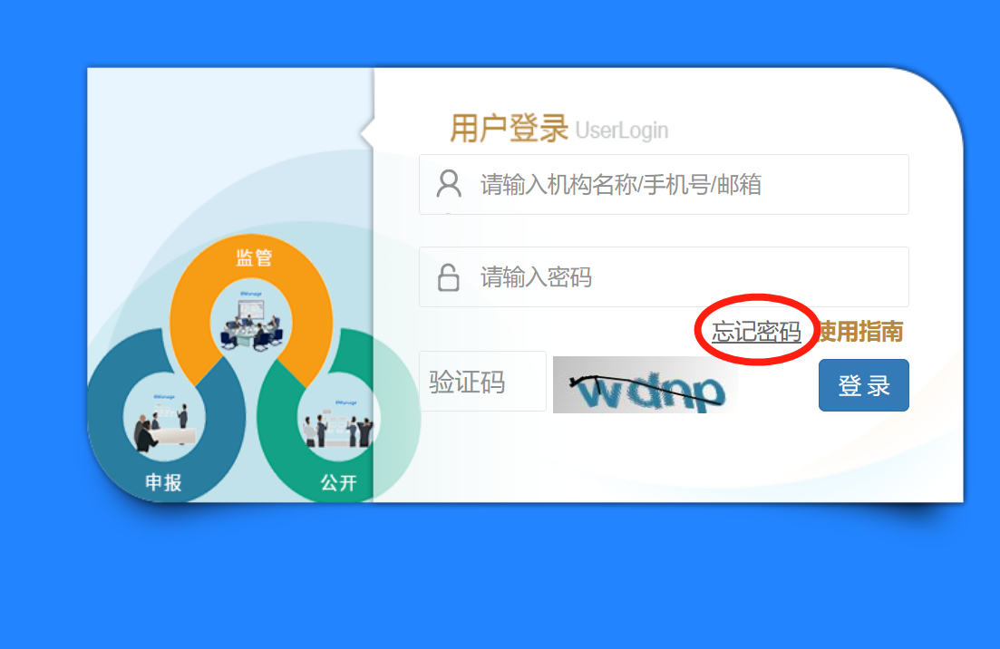 用户登录 UserLogin
请输入机构名称/手机号/邮箱
监管
请输入密码
忘记密码 使用指南
验证码 wdnp 登录
申报 公开